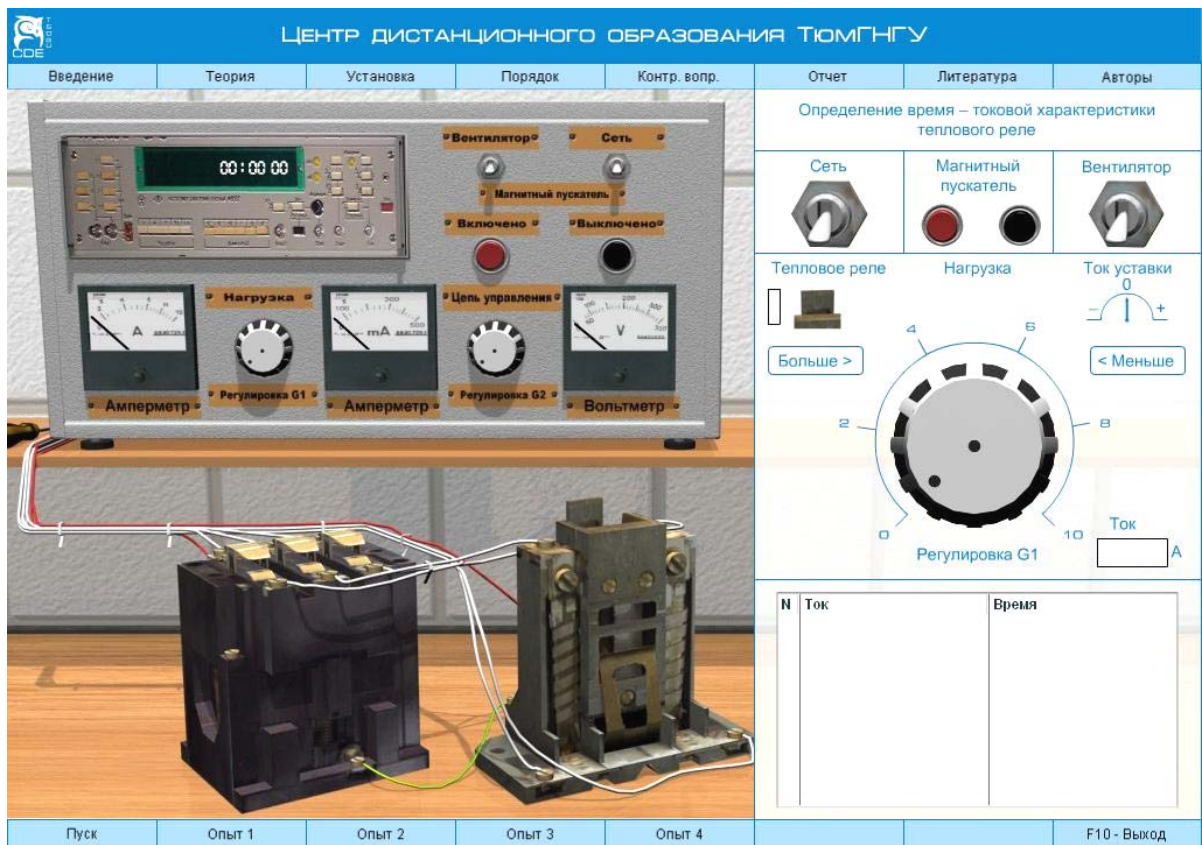 CDE
ТюмГНГУ
Центр дистанционного образования ТюмГНГУ
Введение
Теория
Установка
Порядок
Контр. вопр.
Отчет
Литература
Авторы
00:00 00
Вентилятор
Сеть
Магнитный пускатель
Включено
Выключено
Нагрузка
Цепь управления
A
mA
V
Амперметр
Регулировка G1
Амперметр
Регулировка G2
Вольтметр
Определение время – токовой характеристики
теплового реле
Сеть
Магнитный
пускатель
Вентилятор
Тепловое реле
Нагрузка
Ток уставки
0
– +
Больше >
< Меньше
4
6
2
8
0
10
Регулировка G1
Ток
А
N Ток Время
Пуск
Опыт 1
Опыт 2
Опыт 3
Опыт 4
F10 - Выход